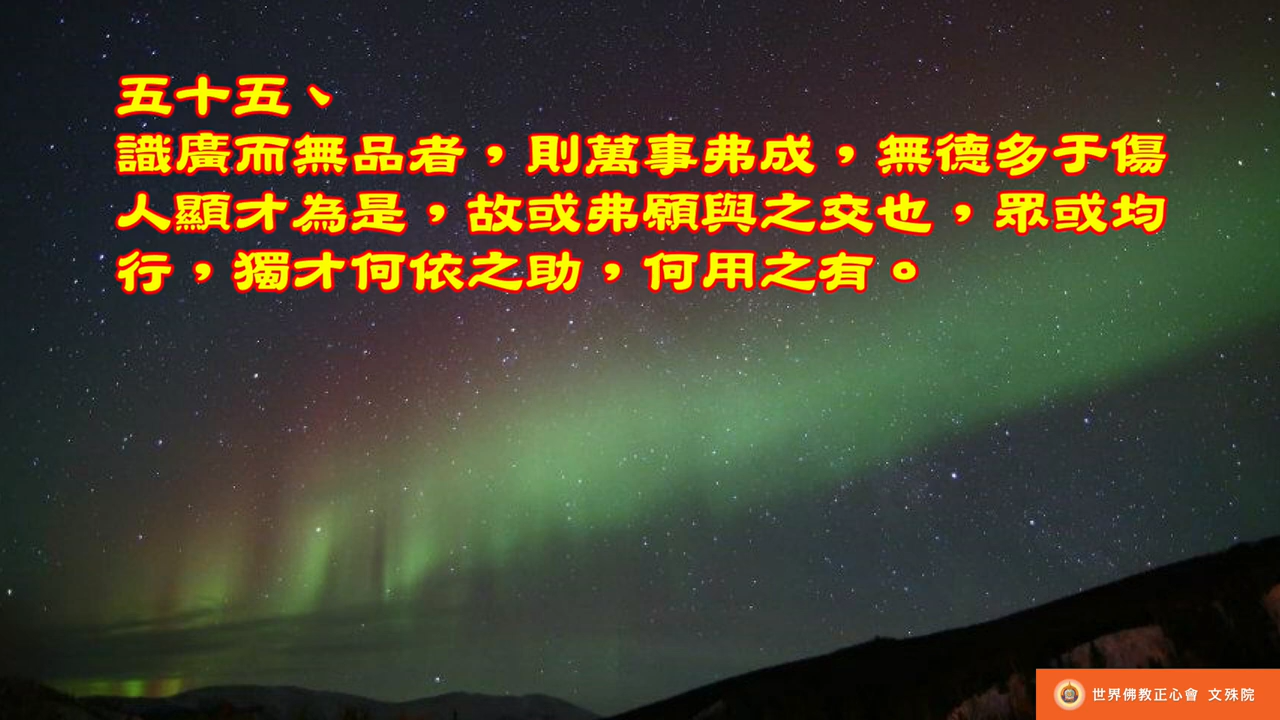 五十五、
識廣而無品者，則萬事弗成，無德多于傷
人顯才為是，故或弗願與之交也，眾或均
行，獨才何依之助，何用之有。
世界佛教正心會 文殊院